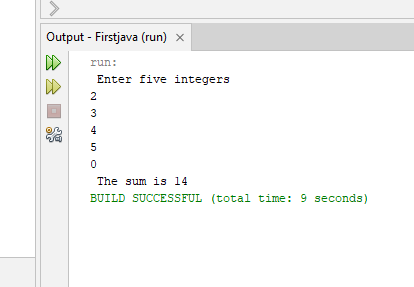 Output - Firstjava (run)
run:
Enter five integers
2
3
4
5
0
The sum is 14
BUILD SUCCESSFUL (total time: 9 seconds)